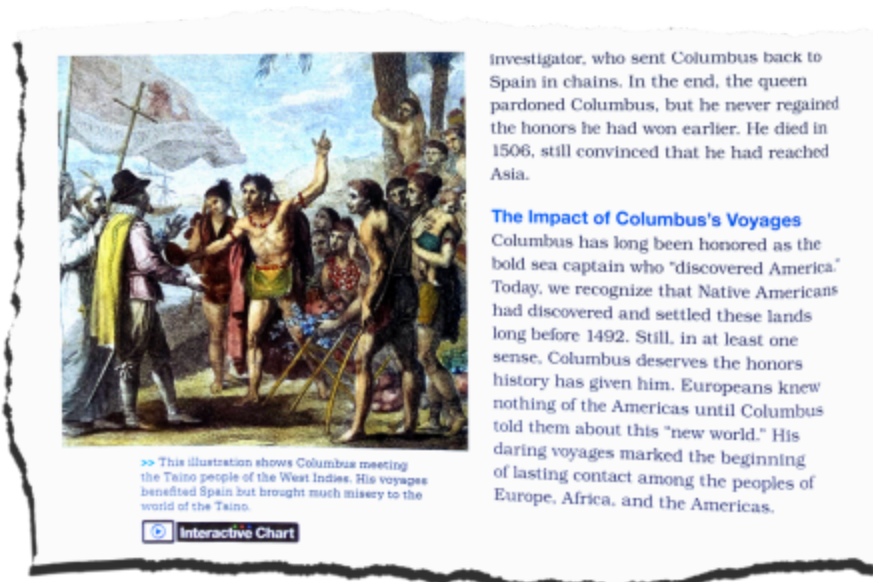 investigator, who sent Columbus back to
Spain in chains. In the end, the queen
pardoned Columbus, but he never regained
the honors he had won earlier. He died in
1506, still convinced that he had reached
Asia.
The Impact of Columbus's Voyages
Columbus has long been honored as the
bold sea captain who "discovered America."
Today, we recognize that Native Americans
had discovered and settled these lands
long before 1492. Still, in at least one
sense, Columbus deserves the honors
history has given him. Europeans knew
nothing of the Americas until Columbus
told them about this "new world." His
daring voyages marked the beginning
of lasting contact among the peoples of
Europe, Africa, and the Americas.
>> This illustration shows Columbus meeting
the Taino people of the West Indies. His voyages
benefited Spain but brought much misery to the
world of the Taino.
Interactive Chart